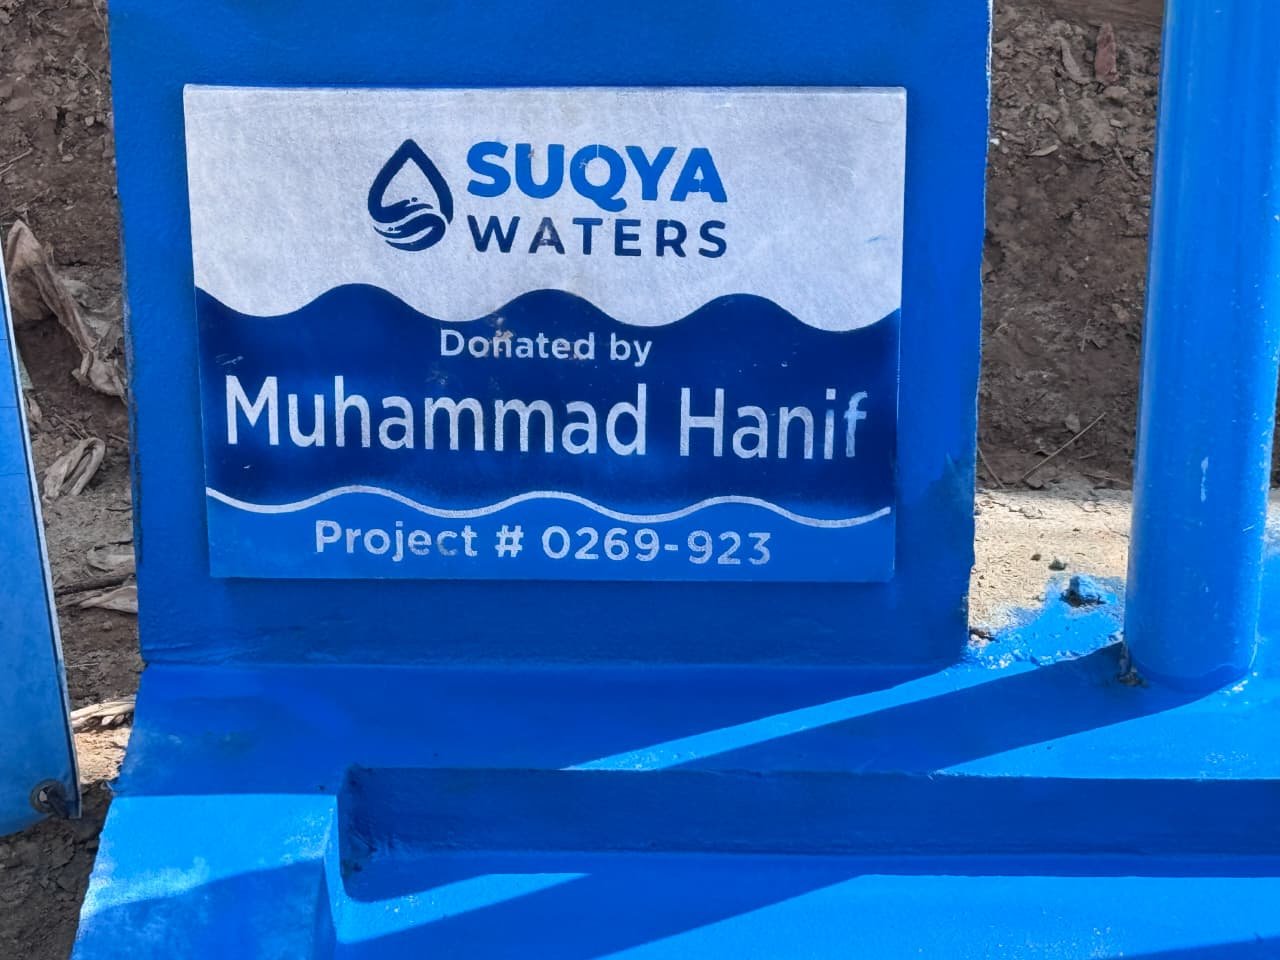 SUQYA
WATERS
Donated by
Muhammad Hanif
Project # 0269-923